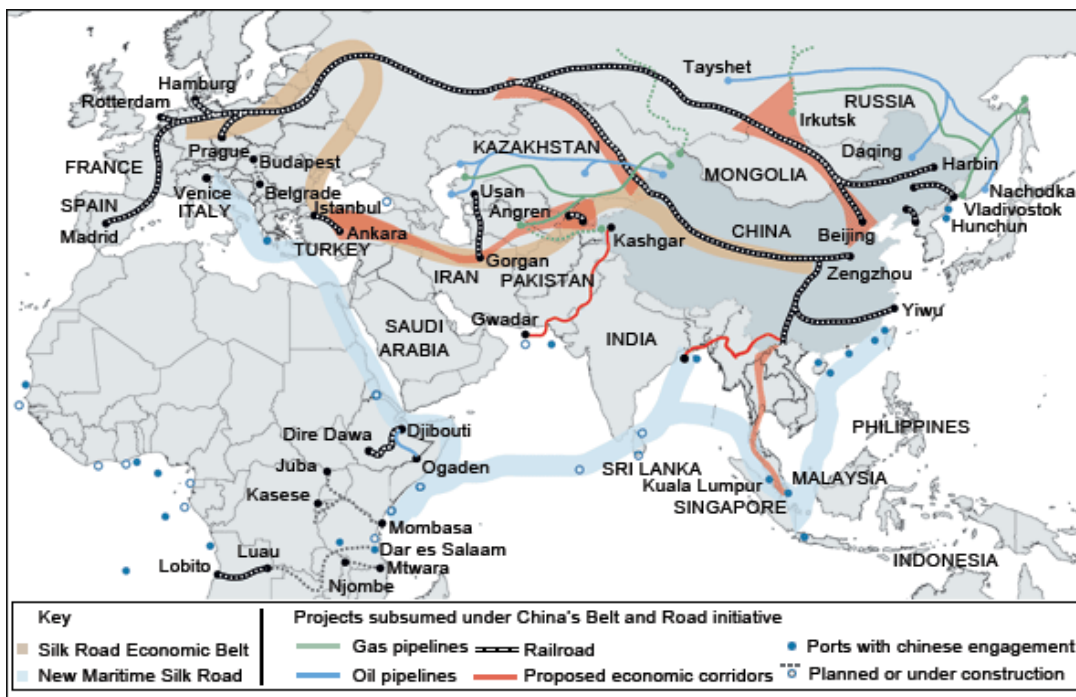 Hamburg
Rotterdam
Tayshet
RUSSIA
Irkutsk
FRANCE
Prague
Budapest
KAZAKHSTAN
MONGOLIA
Daqing
Harbin
Venice
ITALY
Belgrade
Istanbul
SPAIN
Madrid
Usan
Angren
Nachodka
Vladivostok
Hunchun
Ankara
TURKEY
Kashgar
CHINA
Beijing
IRAN
Gorgan
PAKISTAN
Zengzhou
Gwadar
Yiwu
SAUDI
ARABIA
INDIA
PHILIPPINES
Dire Dawa
Djibouti
Juba
Ogaden
SRI LANKA
Kuala Lumpur
MALAYSIA
SINGAPORE
Kasese
Mombasa
Luau
Dar es Salaam
Lobito
Mtwara
Njombe
INDONESIA
Key
Silk Road Economic Belt
New Maritime Silk Road
Projects subsumed under China's Belt and Road initiative
Gas pipelines
Railroad
Ports with chinese engagement
Oil pipelines
Proposed economic corridors
Planned or under construction